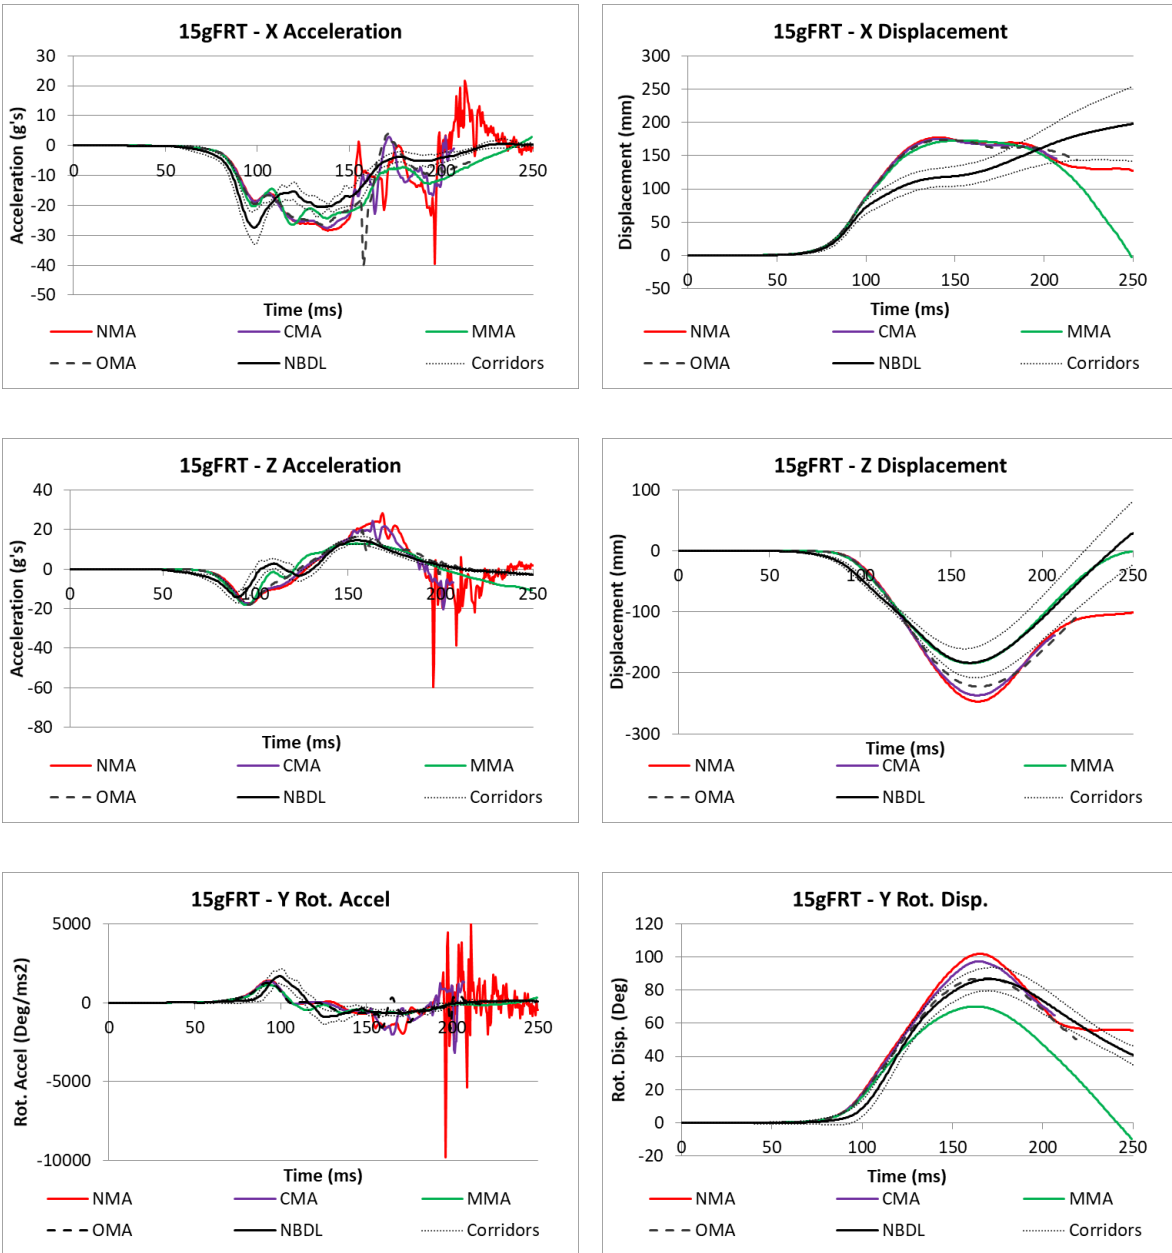 15gFRT - X Acceleration
30
20
10
0
-10
-20
-30
-40
-50
0 50 100 150 200 250
Acceleration (g's)
Time (ms)
NMA CMA MMA
OMA NBDL Corridors
15gFRT - X Displacement
300
250
200
150
100
50
0
-50
0 50 100 150 200 250
Displacement (mm)
Time (ms)
NMA CMA MMA
OMA NBDL Corridors
15gFRT - Z Acceleration
40
20
0
-20
-40
-60
-80
0 50 100 150 200 250
Acceleration (g's)
Time (ms)
NMA CMA MMA
OMA NBDL Corridors
15gFRT - Z Displacement
100
0
-100
-200
-300
0 50 100 150 200 250
Displacement (mm)
Time (ms)
NMA CMA MMA
OMA NBDL Corridors
15gFRT - Y Rot. Accel
5000
0
-5000
-10000
0 50 100 150 200 250
Rot. Accel (Deg/ms2)
Time (ms)
NMA CMA MMA
OMA NBDL Corridors
15gFRT - Y Rot. Disp.
120
100
80
60
40
20
0
-20
0 50 100 150 200 250
Rot. Disp. (Deg)
Time (ms)
NMA CMA MMA
OMA NBDL Corridors